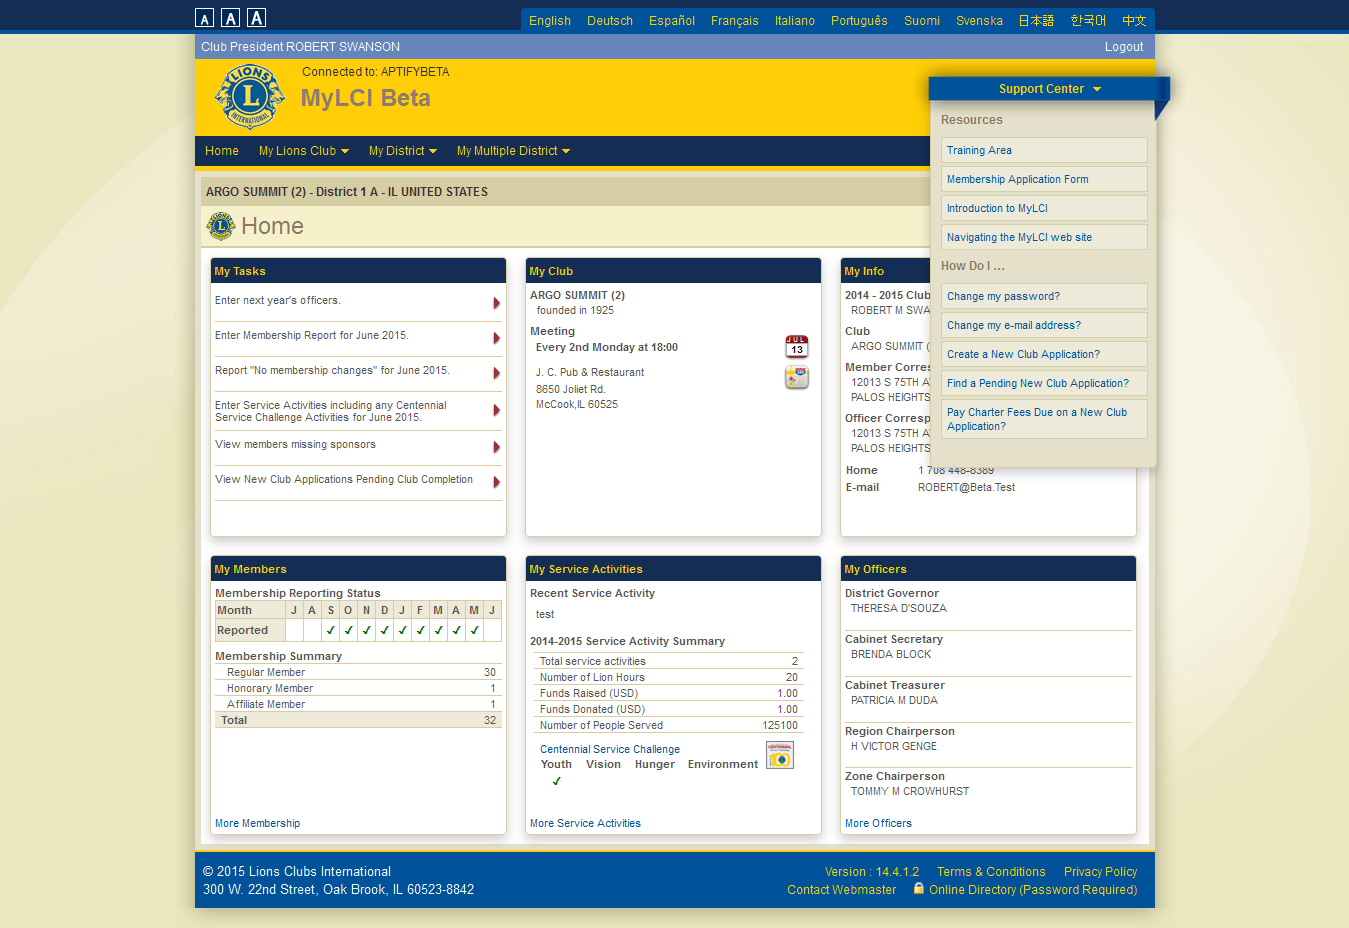 A A A
English Deutsch Español Français Italiano Português Suomi Svenska 日本語 한국어 中文
Club President ROBERT SWANSON Logout
Connected to: APTIFYBETA
MyLCI Beta
LIONS
L
INTERNATIONAL
Support Center
Home My Lions Club My District My Multiple District
Resources
Training Area
Membership Application Form
Introduction to MyLCI
Navigating the MyLCI web site
How Do I ...
Change my password?
Change my e-mail address?
Create a New Club Application?
Find a Pending New Club Application?
Pay Charter Fees Due on a New Club
Application?
ARGO SUMMIT (2) - District 1 A - IL UNITED STATES
Home
My Tasks
Enter next year's officers.
Enter Membership Report for June 2015.
Report "No membership changes" for June 2015.
Enter Service Activities including any Centennial
Service Challenge Activities for June 2015.
View members missing sponsors
View New Club Applications Pending Club Completion
My Club
ARGO SUMMIT (2)
founded in 1925
Meeting
Every 2nd Monday at 18:00
JUL
13
J. C. Pub & Restaurant
8650 Joliet Rd.
McCook,IL 60525
My Info
2014 - 2015 Club
ROBERT M SWA
Club
ARGO SUMMIT (
Member Corres
12013 S 75TH A
PALOS HEIGHTS
Officer Corresp
12013 S 75TH A
PALOS HEIGHTS
Home 1 708 448-8389
E-mail ROBERT@Beta.Test
My Members
Membership Reporting Status
Month J A S O N D J F M A M J
Reported ✓ ✓ ✓ ✓ ✓ ✓ ✓ ✓ ✓
Membership Summary
Regular Member 30
Honorary Member 1
Affiliate Member 1
Total 32
More Membership
My Service Activities
Recent Service Activity
test
2014-2015 Service Activity Summary
Total service activities 2
Number of Lion Hours 20
Funds Raised (USD) 1.00
Funds Donated (USD) 1.00
Number of People Served 125100
Centennial Service Challenge
Youth Vision Hunger Environment
✓
More Service Activities
My Officers
District Governor
THERESA D'SOUZA
Cabinet Secretary
BRENDA BLOCK
Cabinet Treasurer
PATRICIA M DUDA
Region Chairperson
H VICTOR GENGE
Zone Chairperson
TOMMY M CROWHURST
More Officers
© 2015 Lions Clubs International
300 W. 22nd Street, Oak Brook, IL 60523-8842
Version : 14.4.1.2 Terms & Conditions Privacy Policy
Contact Webmaster Online Directory (Password Required)